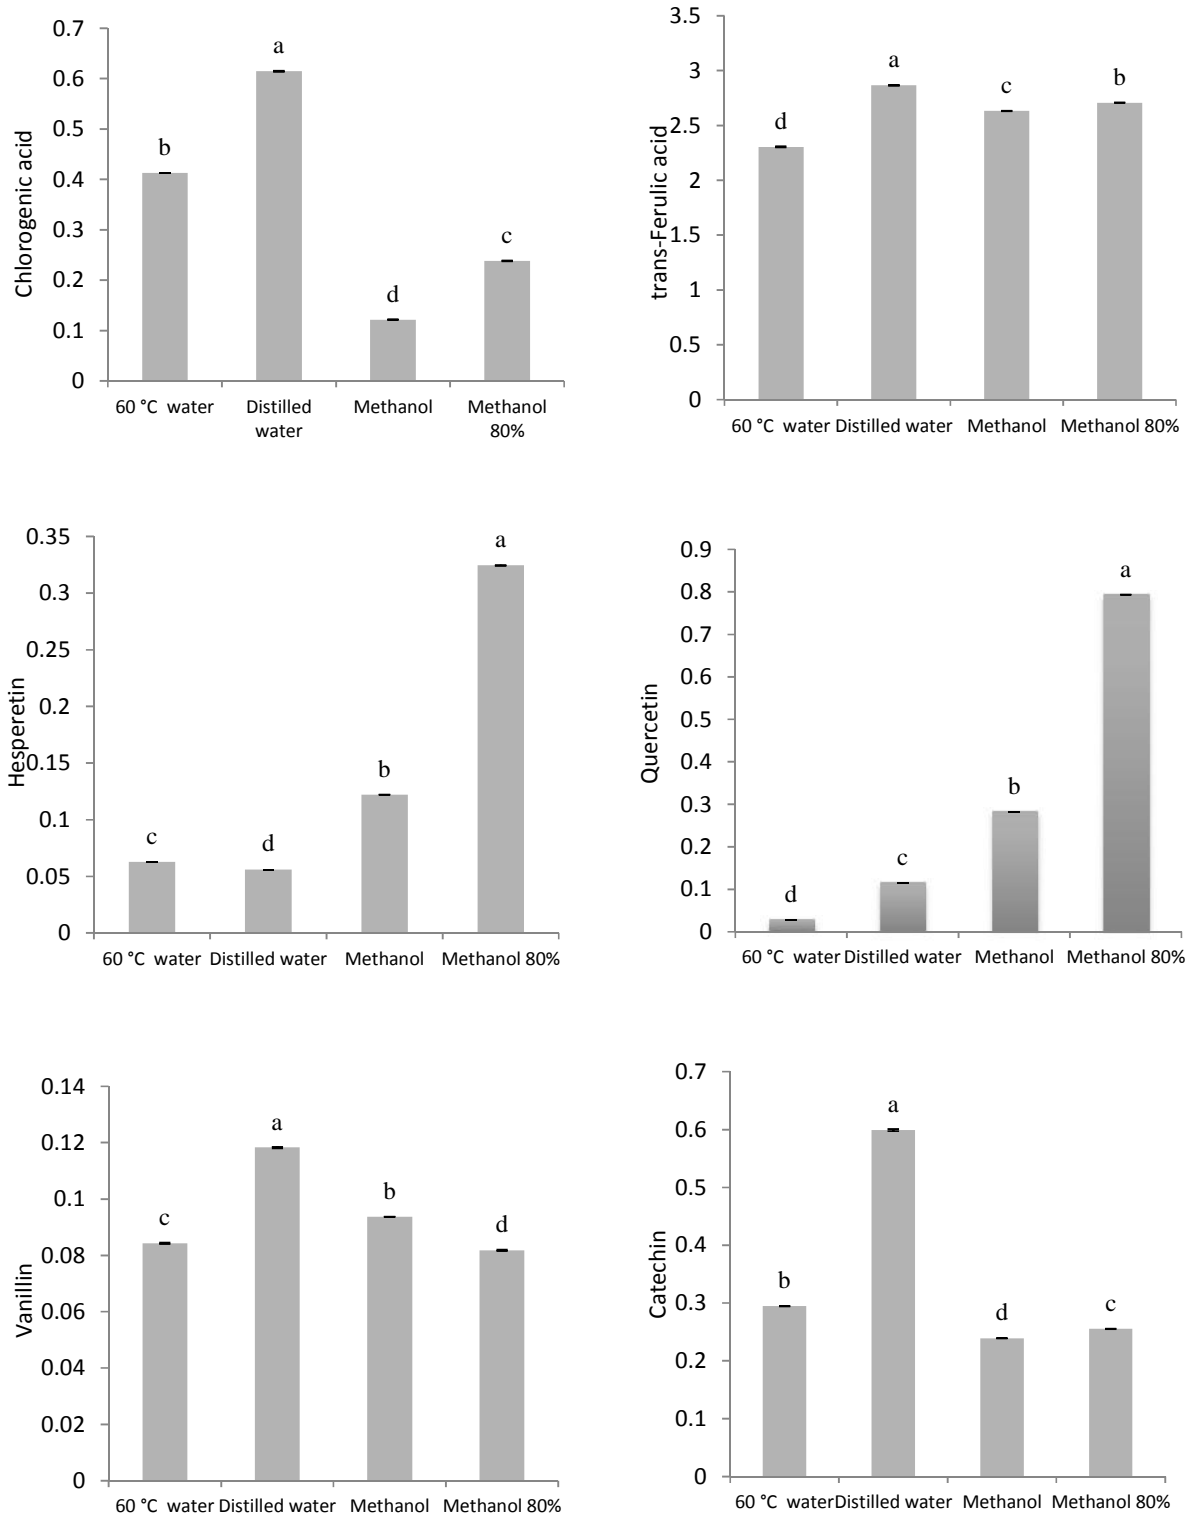 Chlorogenic acid
0.7
0.6
0.5
0.4
0.3
0.2
0.1
0
b
a
d
c
60 °C water
Distilled water
Methanol
Methanol 80%
trans-Ferulic acid
3.5
3
2.5
2
1.5
1
0.5
0
d
a
c
b
60 °C water Distilled water Methanol Methanol 80%
Hesperetin
0.35
0.3
0.25
0.2
0.15
0.1
0.05
0
c
d
b
a
60 °C water Distilled water Methanol Methanol 80%
Quercetin
0.9
0.8
0.7
0.6
0.5
0.4
0.3
0.2
0.1
0
d
c
b
a
60 °C water Distilled water Methanol Methanol 80%
Vanillin
0.14
0.12
0.1
0.08
0.06
0.04
0.02
0
c
a
b
d
60 °C water Distilled water Methanol Methanol 80%
Catechin
0.7
0.6
0.5
0.4
0.3
0.2
0.1
0
b
a
d
c
60 °C water Distilled water Methanol Methanol 80%